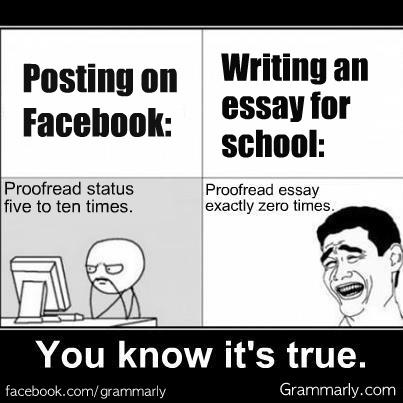 Posting on
Facebook:
Writing an
essay for
school:
Proofread status
five to ten times.
Proofread essay
exactly zero times.
You know it's true.
facebook.com/grammarly
Grammarly.com